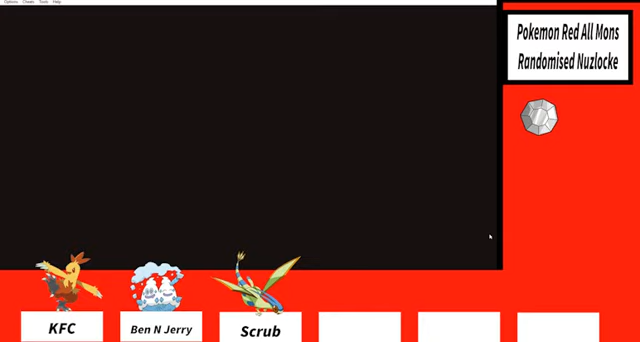 Options Cheats Tools Help
Pokemon Red All Mons
Randomised Nuzlocke
KFC
Ben N Jerry
Scrub